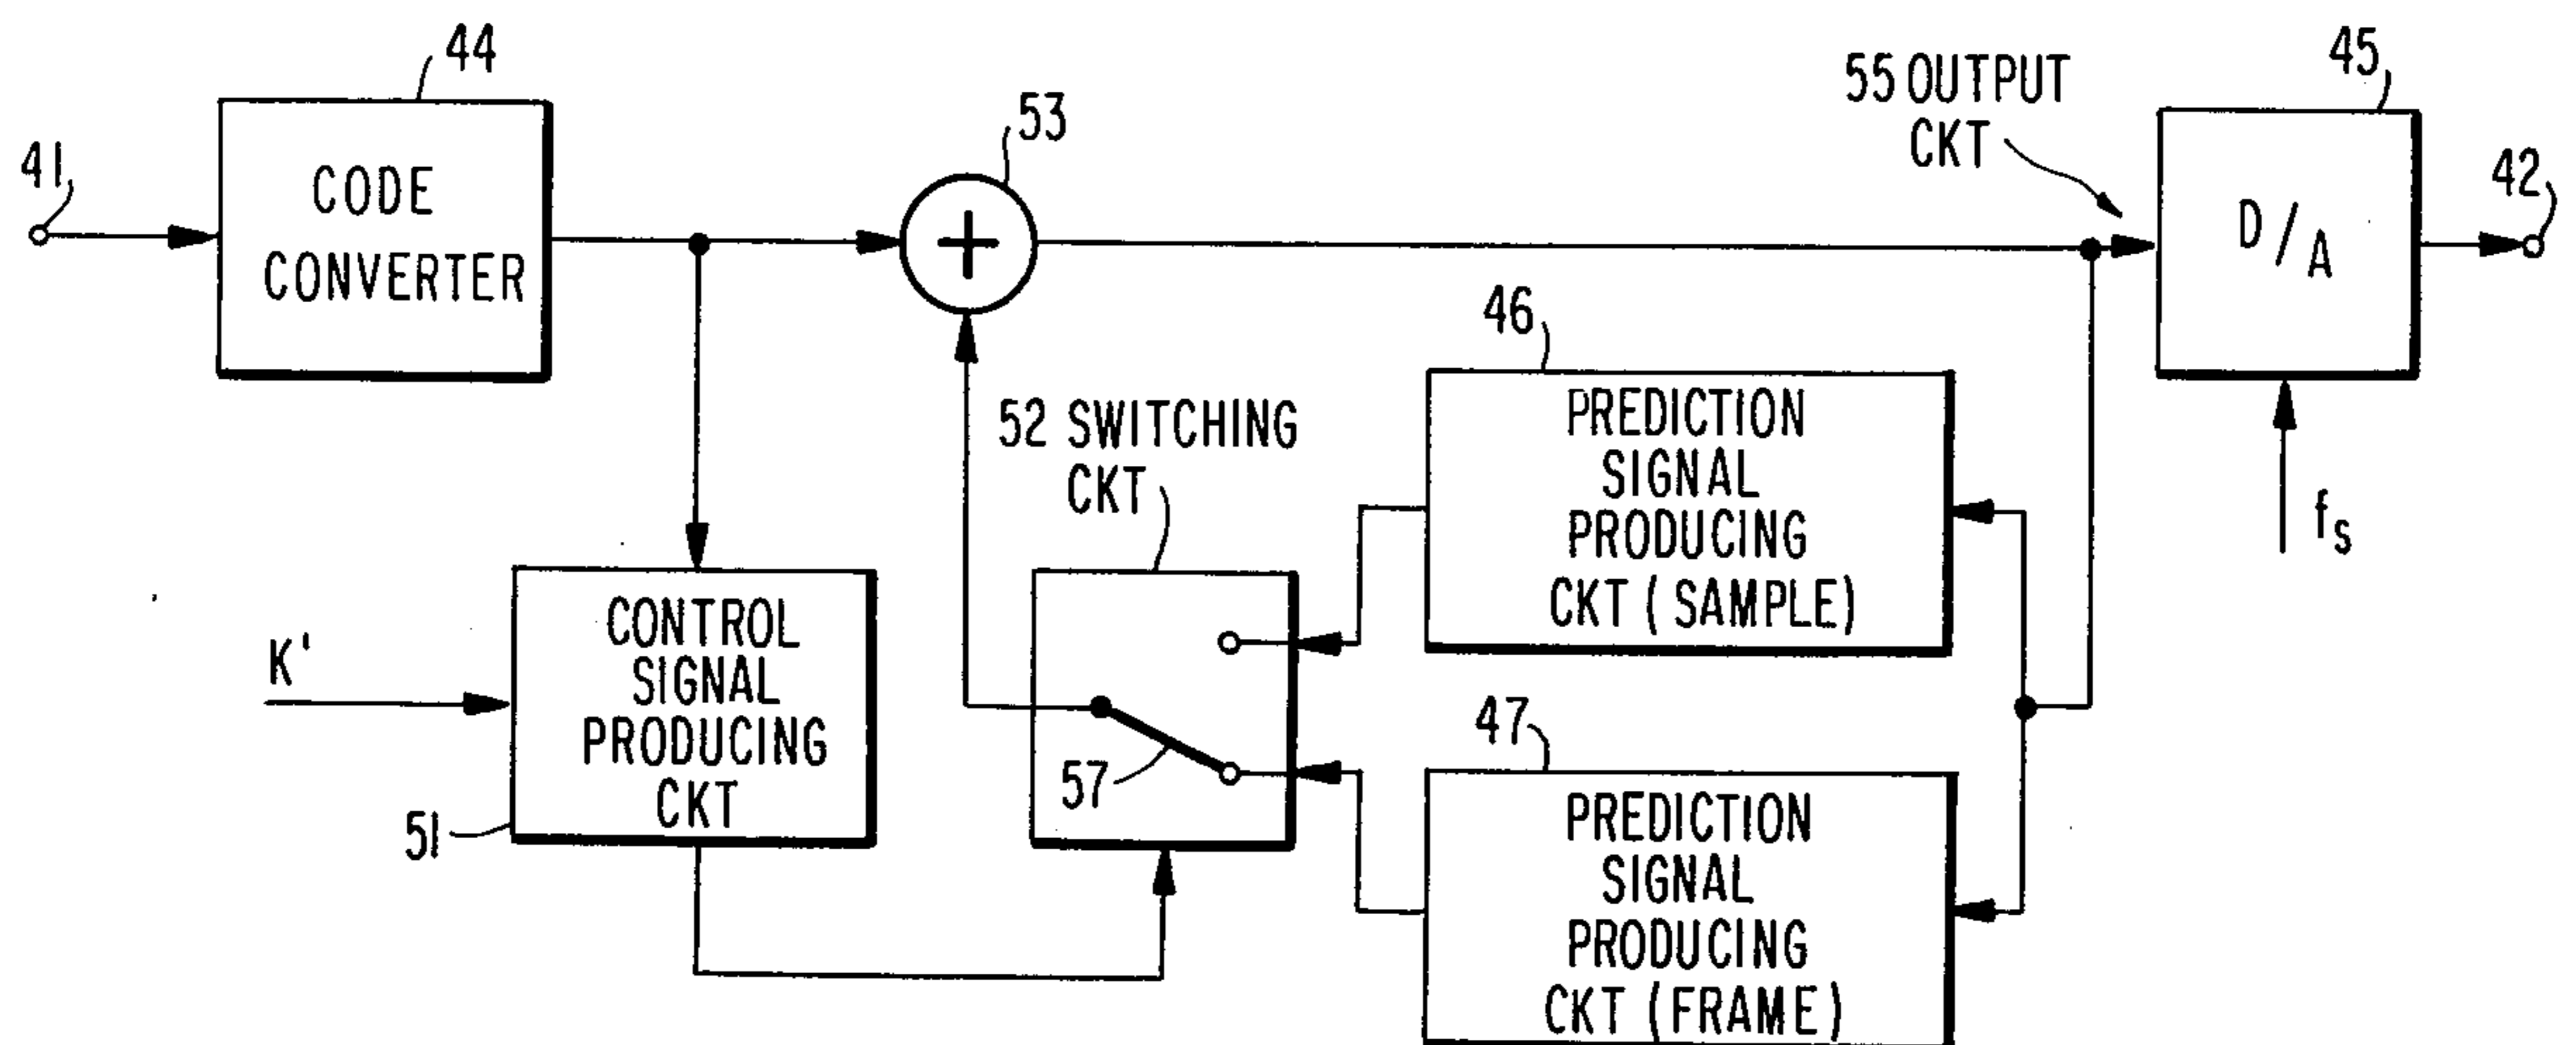 44
41
CODE
CONVERTER
53
55 OUTPUT
CKT
45
D/A
42
fs
46
PREDICTION
SIGNAL
PRODUCING
CKT (SAMPLE)
52 SWITCHING
CKT
57
K'
CONTROL
SIGNAL
PRODUCING
CKT
51
47
PREDICTION
SIGNAL
PRODUCING
CKT (FRAME)